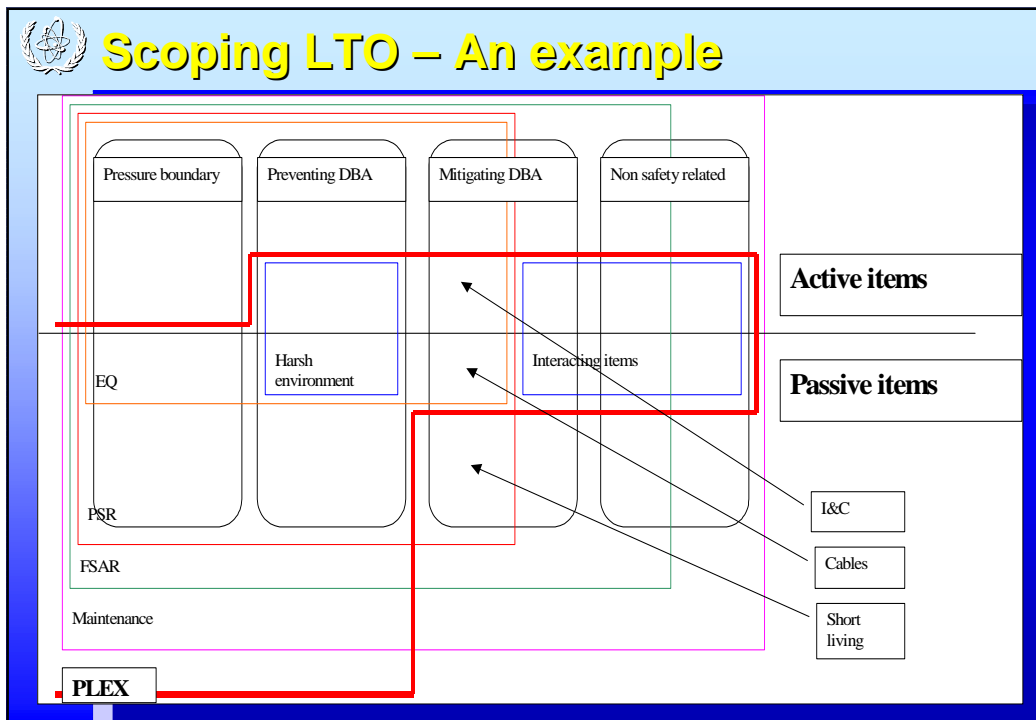 Scoping LTO – An example
Pressure boundary
Preventing DBA
Mitigating DBA
Non safety related
Active items
Harsh
environment
Interacting items
EQ
Passive items
PSR
I&C
FSAR
Cables
Maintenance
Short
living
PLEX